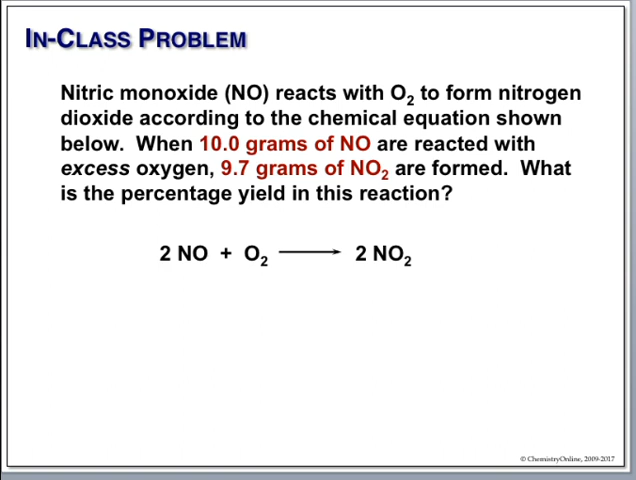 IN-CLASS PROBLEM
Nitric monoxide (NO) reacts with O₂ to form nitrogen
dioxide according to the chemical equation shown
below. When 10.0 grams of NO are reacted with
excess oxygen, 9.7 grams of NO₂ are formed. What
is the percentage yield in this reaction?
2 NO + O₂ ⟶ 2 NO₂
© ChemistryOnline, 2009-2017